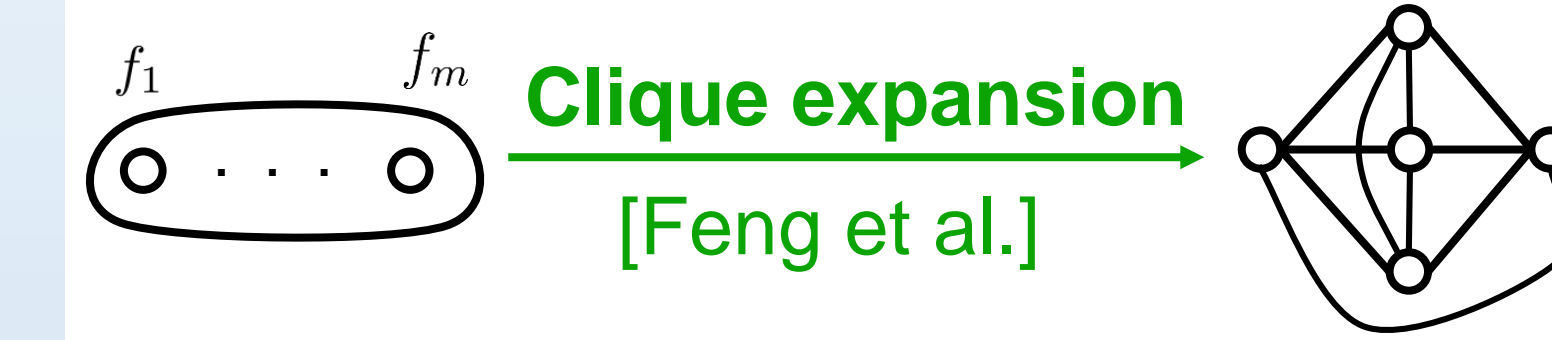 f₁ fₘ
Clique expansion
. . .
[Feng et al.]